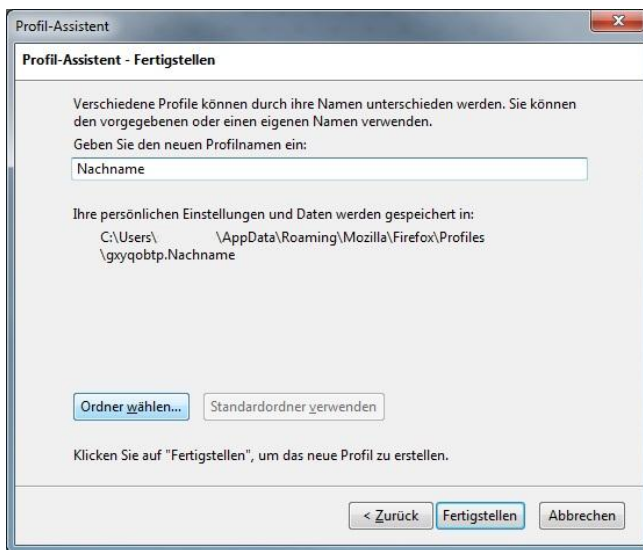 Profil-Assistent
Profil-Assistent - Fertigstellen
Verschiedene Profile können durch ihre Namen unterschieden werden. Sie können
den vorgegebenen oder einen eigenen Namen verwenden.
Geben Sie den neuen Profilnamen ein:
Nachname
Ihre persönlichen Einstellungen und Daten werden gespeichert in:
C:\Users\ \AppData\Roaming\Mozilla\Firefox\Profiles
\gxyqobtp.Nachname
Ordner wählen... Standardordner verwenden
Klicken Sie auf "Fertigstellen", um das neue Profil zu erstellen.
< Zurück Fertigstellen Abbrechen